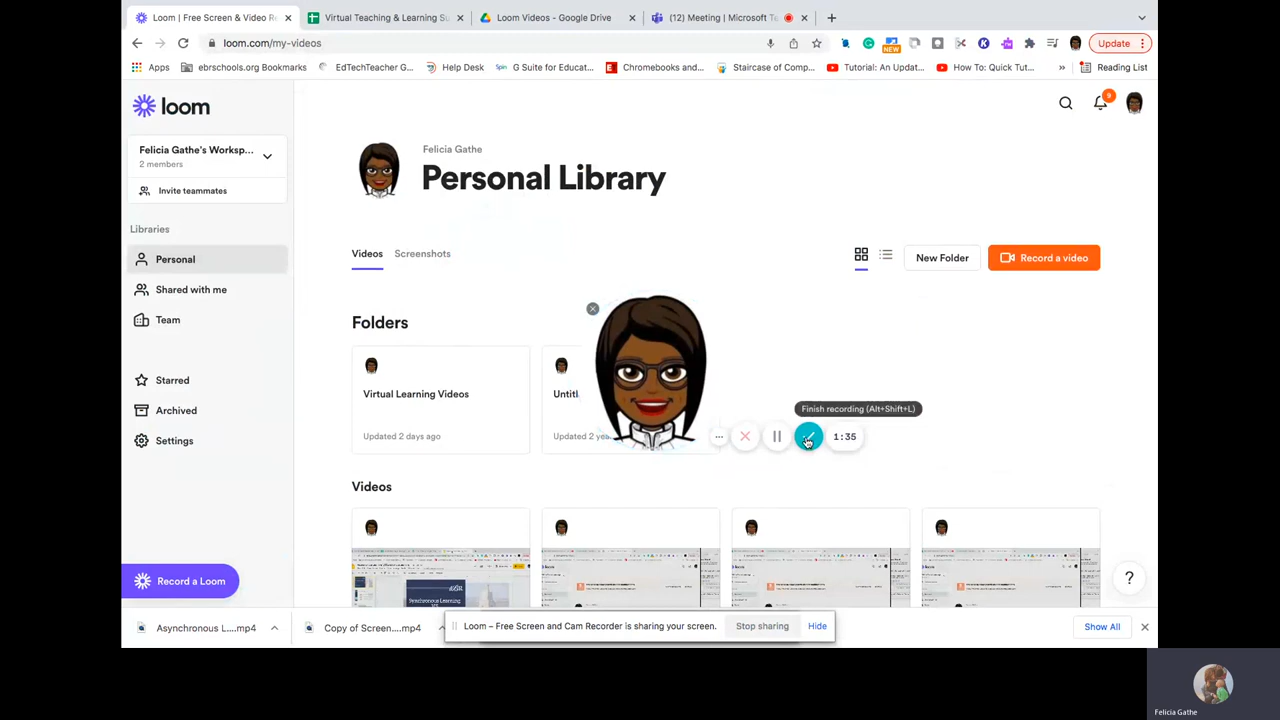 Loom | Free Screen & Video Re
Virtual Teaching & Learning Su
Loom Videos - Google Drive
(12) Meeting | Microsoft Te
loom.com/my-videos
NEW
Update
Apps
ebrschools.org Bookmarks
EdTechTeacher G...
Help Desk
G Suite for Educat...
Chromebooks and...
Staircase of Comp...
Tutorial: An Updat...
How To: Quick Tut...
»
Reading List
loom
9
Felicia Gathe's Worksp...
2 members
Invite teammates
Felicia Gathe
Personal Library
Libraries
Personal
Shared with me
Team
Starred
Archived
Settings
Videos
Screenshots
New Folder
Record a video
Folders
Virtual Learning Videos
Updated 2 days ago
Untitl
Updated 2 ye
Finish recording (Alt+Shift+L)
1:35
Videos
Record a Loom
?
Asynchronous L....mp4
Copy of Screen....mp4
Loom – Free Screen and Cam Recorder is sharing your screen.
Stop sharing
Hide
Show All
Felicia Gathe